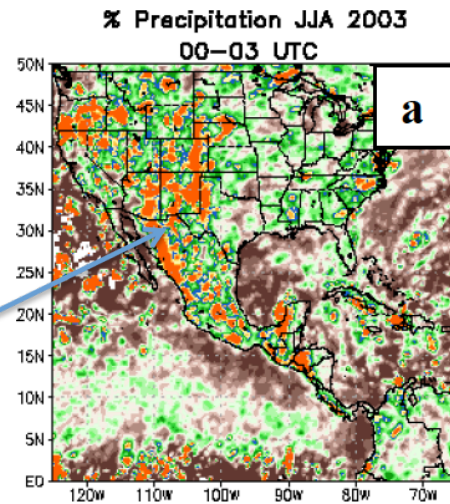 % Precipitation JJA 2003
00-03 UTC
a
50N
45N
40N
35N
30N
25N
20N
15N
10N
5N
EQ
120W
110W
100W
90W
80W
70W